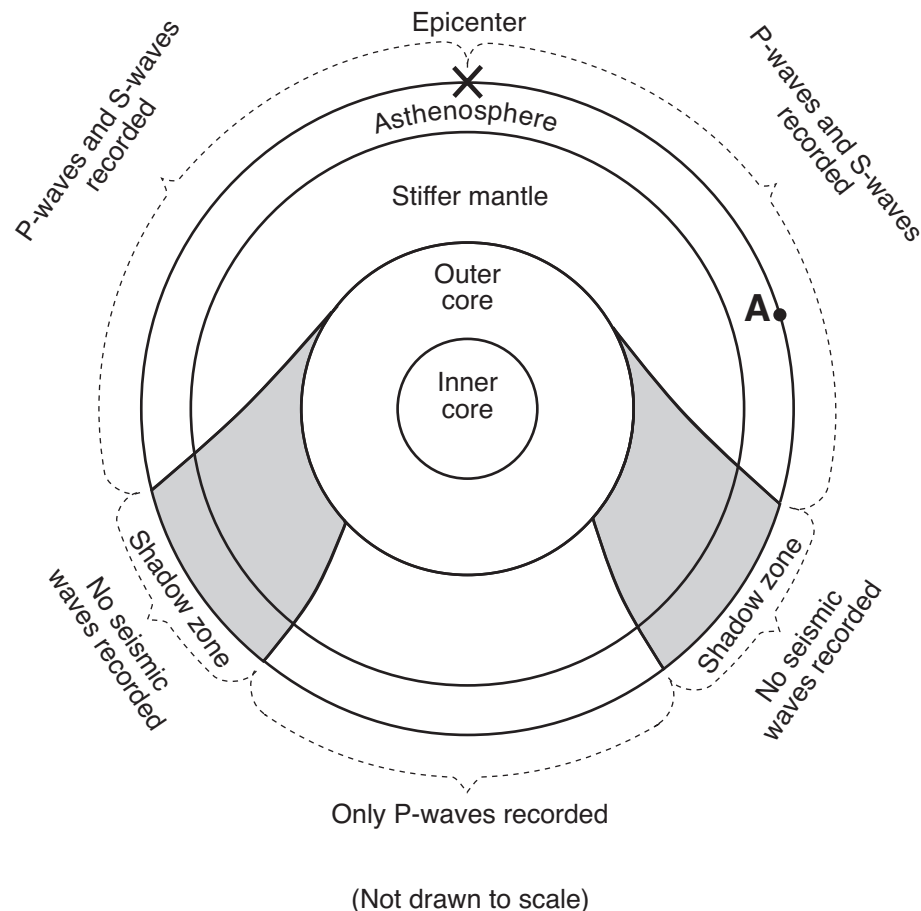 Epicenter
P-waves and S-waves
recorded
P-waves and S-waves
recorded
Asthenosphere
Stiffer mantle
Outer
core
A
Inner
core
Shadow zone
No seismic
waves recorded
Shadow zone
No seismic
waves recorded
Only P-waves recorded
(Not drawn to scale)